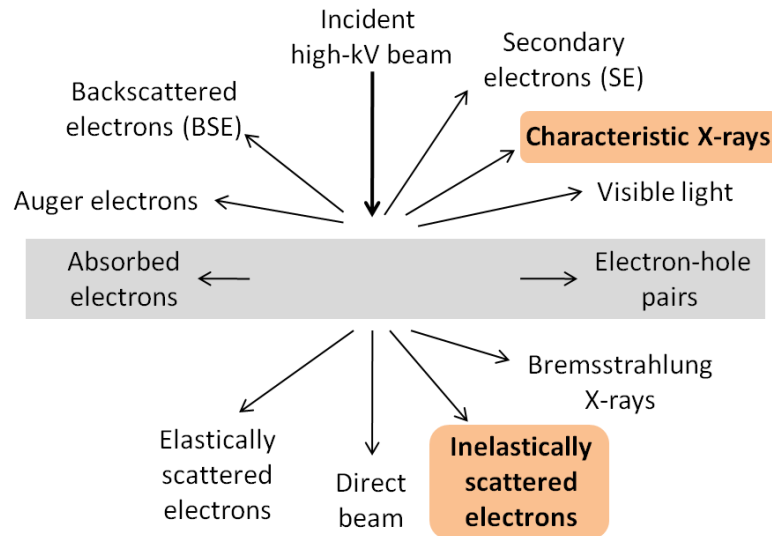 Incident
high-kV beam
Secondary
electrons (SE)
Backscattered
electrons (BSE)
Characteristic X-rays
Auger electrons
Visible light
Absorbed
electrons
Electron-hole
pairs
Bremsstrahlung
X-rays
Elastically
scattered
electrons
Direct
beam
Inelastically
scattered
electrons